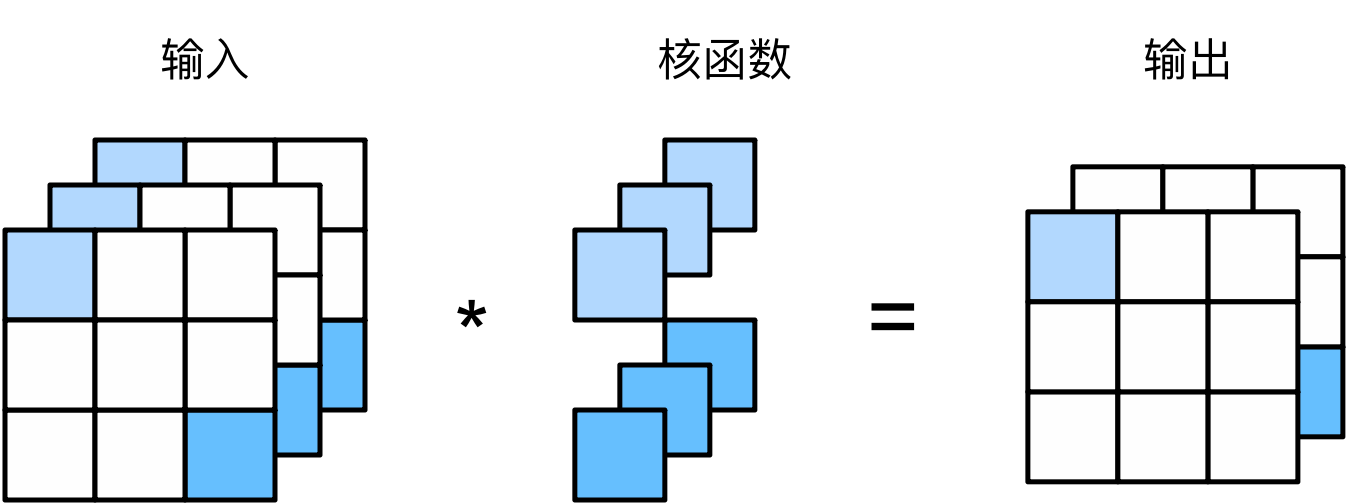 输入 核函数 输出
* =